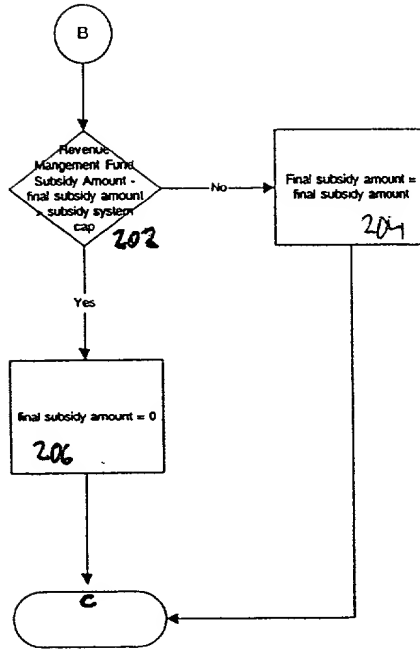 B
Revenue
Mangement Fund
Subsidy Amount -
final subsidy amount
> subsidy system
cap
202
No
Final subsidy amount =
final subsidy amount
204
Yes
final subsidy amount = 0
206
C